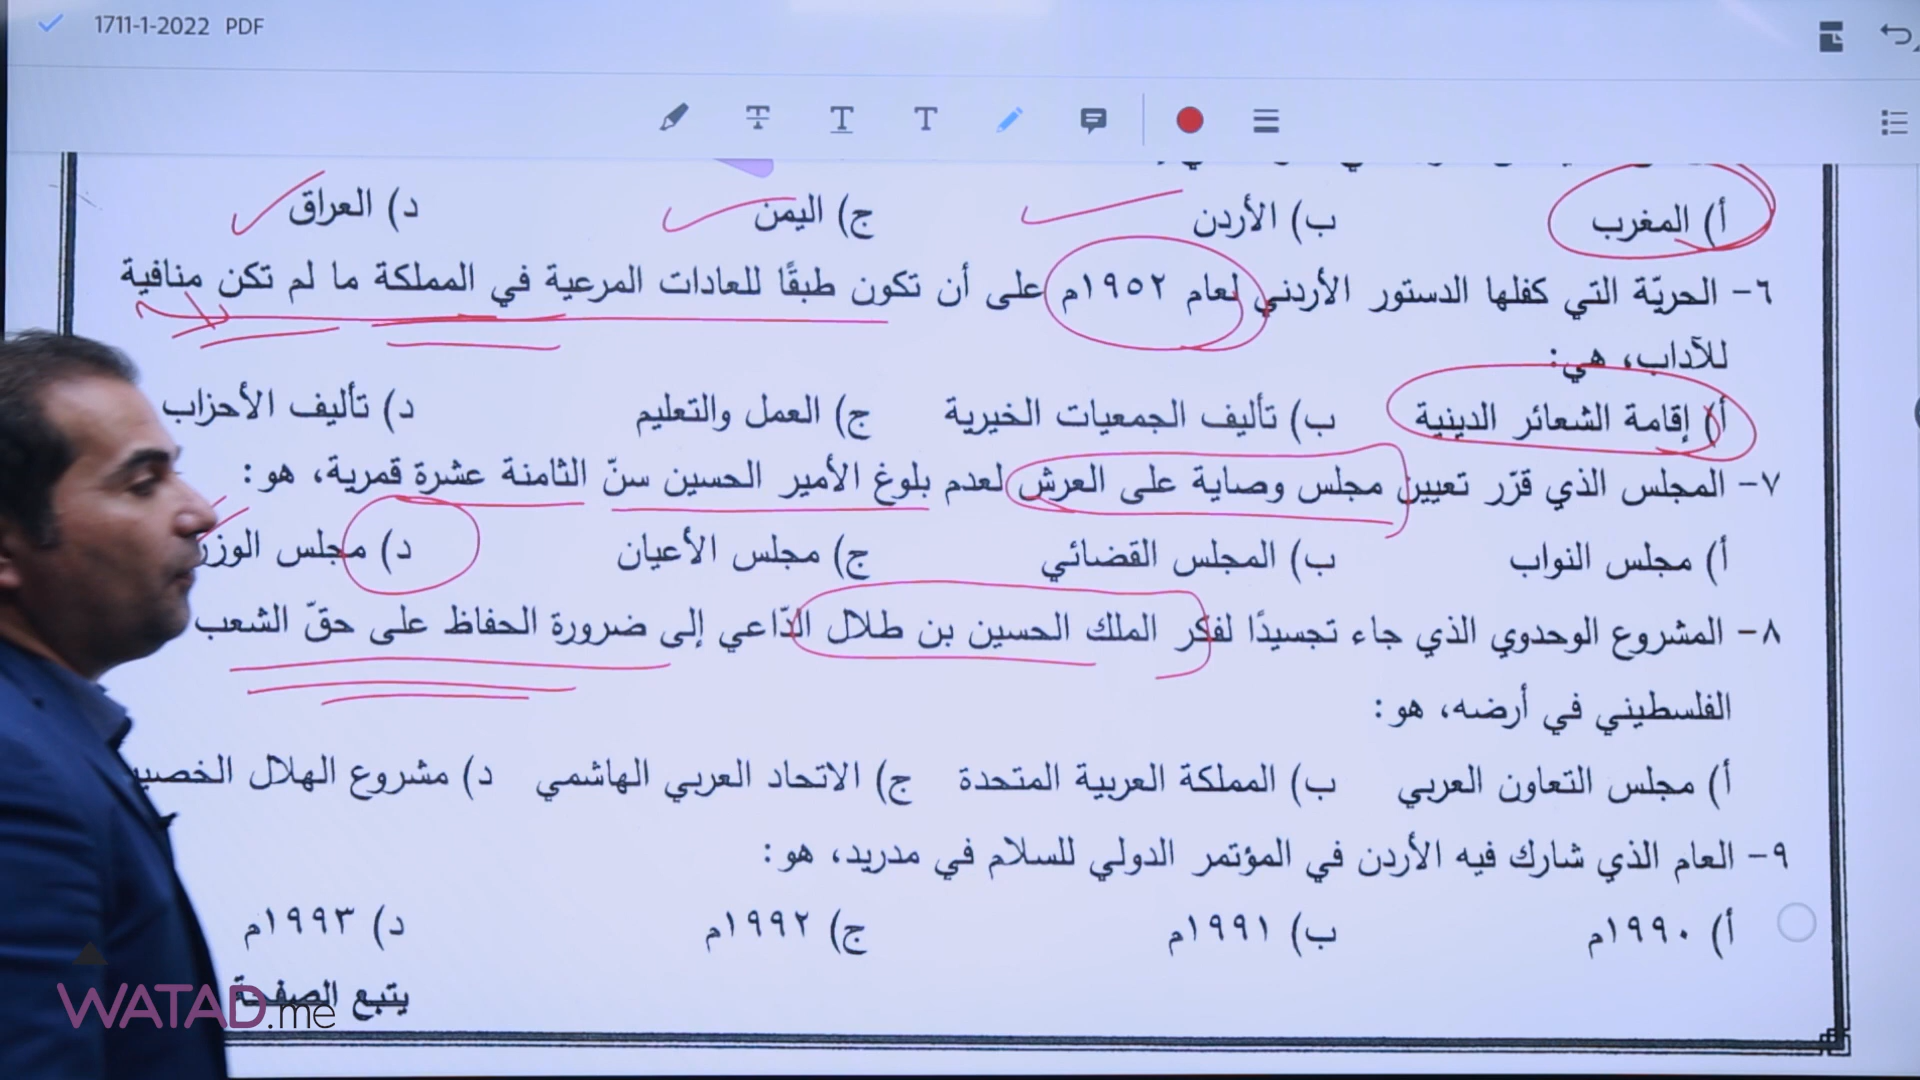 1711-1-2022 PDF
أ) المغرب ب) الأردن ج) اليمن د) العراق
٦- الحريّة التي كفلها الدستور الأردني لعام ١٩٥٢م على أن تكون طبقًا للعادات المرعية في المملكة ما لم تكن منافية
للآداب، هي:
أ) إقامة الشعائر الدينية ب) تأليف الجمعيات الخيرية ج) العمل والتعليم د) تأليف الأحزاب
٧- المجلس الذي قرّر تعيين مجلس وصاية على العرش لعدم بلوغ الأمير الحسين سنّ الثامنة عشرة قمرية، هو:
أ) مجلس النواب ب) المجلس القضائي ج) مجلس الأعيان د) مجلس
٨- المشروع الوحدوي الذي جاء تجسيدًا لفكر الملك الحسين بن طلال الدّاعي إلى ضرورة الحفاظ على حقّ الشعب
الفلسطيني في أرضه، هو:
أ) مجلس التعاون العربي ب) المملكة العربية المتحدة ج) الاتحاد العربي الهاشمي د) مشروع الهلال
٩- العام الذي شارك فيه الأردن في المؤتمر الدولي للسلام في مدريد، هو:
أ) ١٩٩٠م ب) ١٩٩١م ج) ١٩٩٢م د) ١٩٩٣م
يتبع الصفحة
WATAD.me